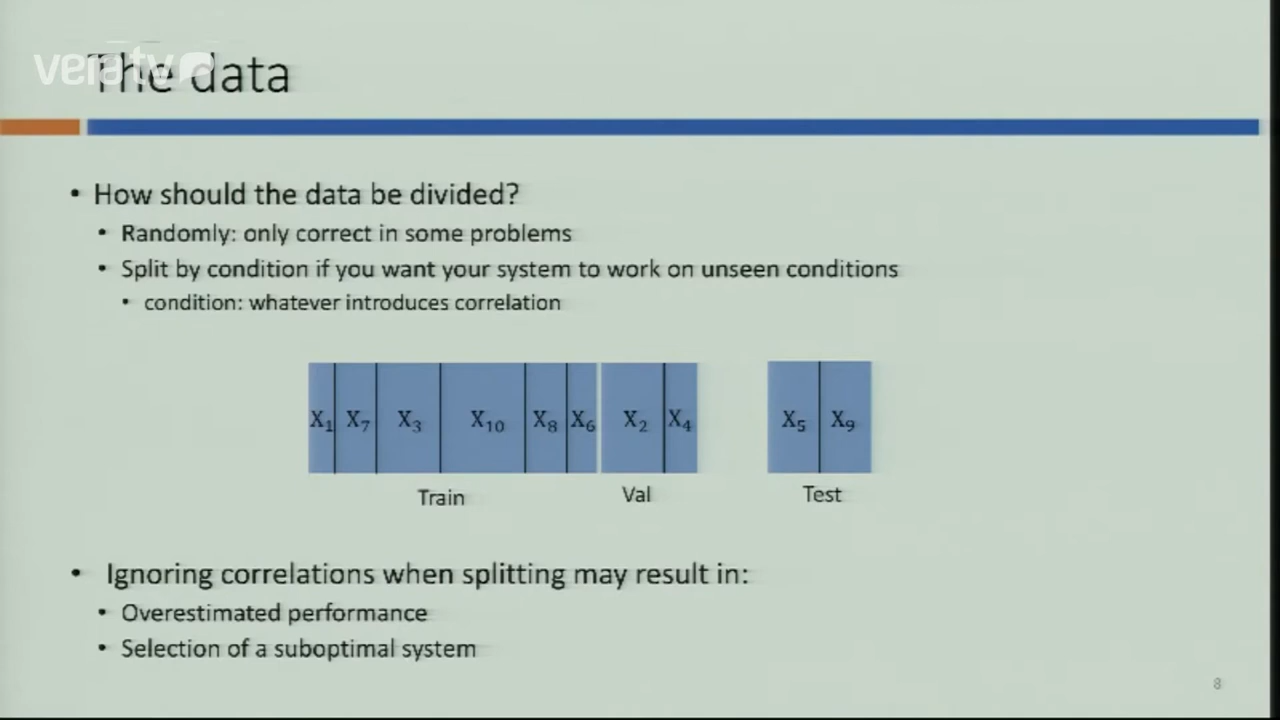 vera tv
The data
• How should the data be divided?
• Randomly: only correct in some problems
• Split by condition if you want your system to work on unseen conditions
• condition: whatever introduces correlation
X₁ X₇ X₃ X₁₀ X₈ X₆ X₂ X₄ X₅ X₉
Train Val Test
• Ignoring correlations when splitting may result in:
• Overestimated performance
• Selection of a suboptimal system
8